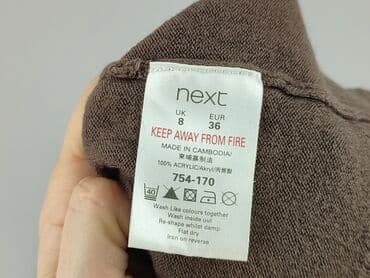 next
UK EUR
8 36
KEEP AWAY FROM FIRE
MADE IN CAMBODIA/
柬埔寨制造
100% ACRYLIC/Akryl/丙烯酸
754-170
40
Wash Like colours together
Wash inside out
Re-shape whilst damp
Flat dry
Iron on reverse